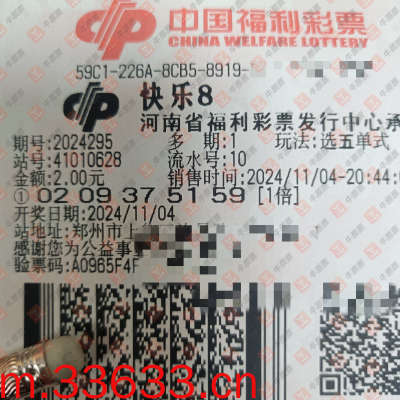 中国福利彩票
CHINA WELFARE LOTTERY
59C1-226A-8CB5-8919-
快乐8
河南省福利彩票发行中心承
期号:2024295 多期:1 玩法:选五单式
站号:41010628 流水号:10
金额:2.00元 销售时间:2024/11/04-20:44:
① 02 09 37 51 59 [1倍]
开奖日期:2024/11/04
站地址:郑州市上
感谢您为公益事
验票码:A0965F4F
m.33633.cn